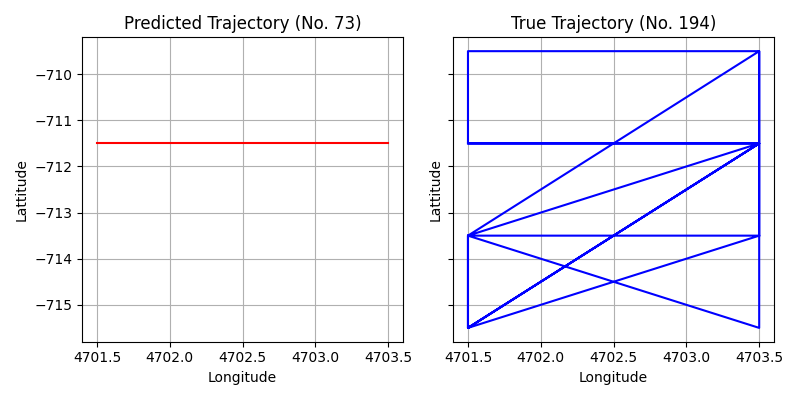 Predicted Trajectory (No. 73)
Lattitude
−710
−711
−712
−713
−714
−715
4701.5 4702.0 4702.5 4703.0 4703.5
Longitude
True Trajectory (No. 194)
Lattitude
4701.5 4702.0 4702.5 4703.0 4703.5
Longitude